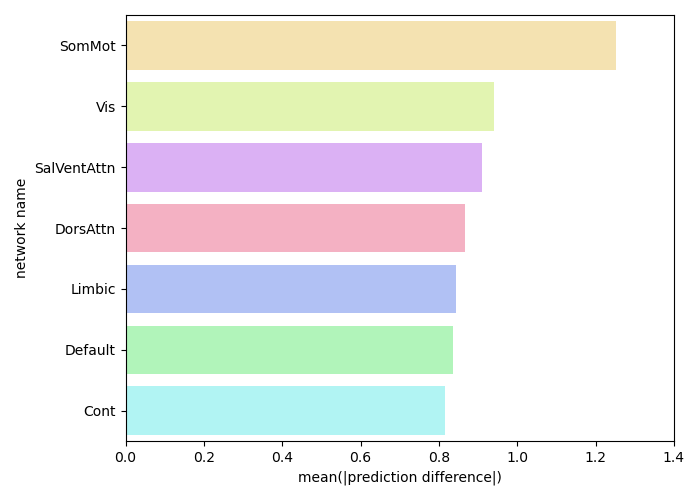 network name
SomMot
Vis
SalVentAttn
DorsAttn
Limbic
Default
Cont
0.0 0.2 0.4 0.6 0.8 1.0 1.2 1.4
mean(|prediction difference|)